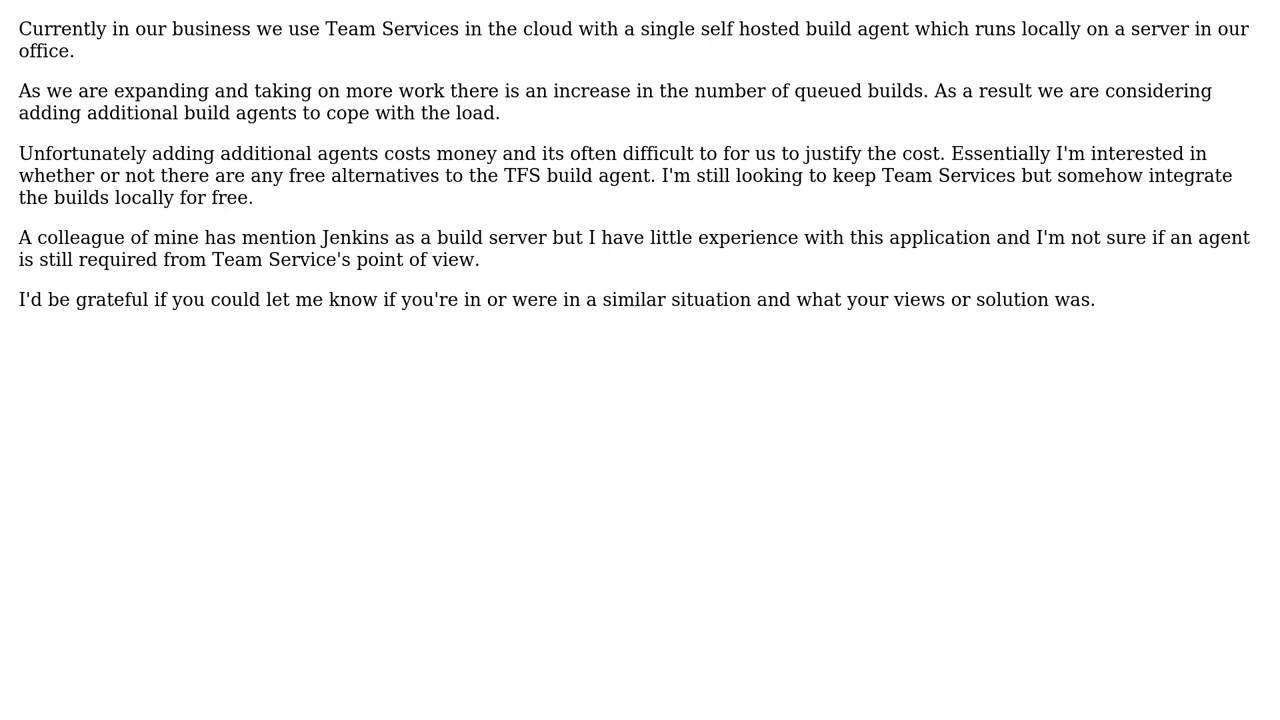 Currently in our business we use Team Services in the cloud with a single self hosted build agent which runs locally on a server in our
office.
As we are expanding and taking on more work there is an increase in the number of queued builds. As a result we are considering
adding additional build agents to cope with the load.
Unfortunately adding additional agents costs money and its often difficult to for us to justify the cost. Essentially I'm interested in
whether or not there are any free alternatives to the TFS build agent. I'm still looking to keep Team Services but somehow integrate
the builds locally for free.
A colleague of mine has mention Jenkins as a build server but I have little experience with this application and I'm not sure if an agent
is still required from Team Service's point of view.
I'd be grateful if you could let me know if you're in or were in a similar situation and what your views or solution was.